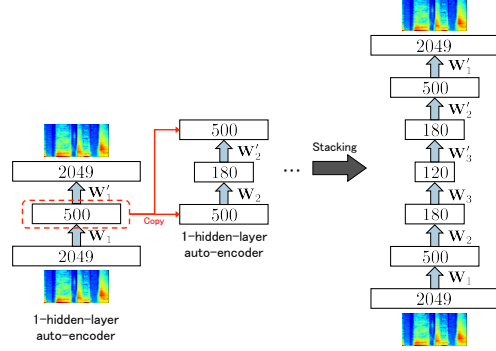 2049
W′₁
500
W₁
2049
1-hidden-layer
auto-encoder
Copy
500
W′₂
180
W₂
500
1-hidden-layer
auto-encoder
...
Stacking
2049
W′₁
500
W′₂
180
W′₃
120
W₃
180
W₂
500
W₁
2049